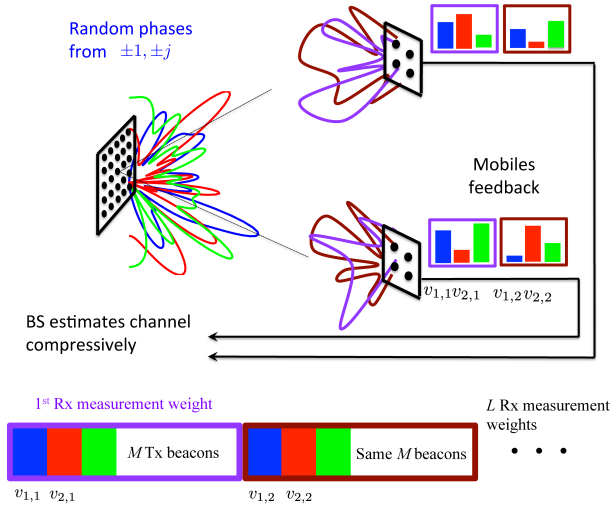 Random phases
from ±1, ±j
Mobiles
feedback
v1,1 v2,1 v1,2 v2,2
BS estimates channel
compressively
1st Rx measurement weight
L Rx measurement
weights
M Tx beacons
Same M beacons
• • •
v1,1 v2,1 v1,2 v2,2